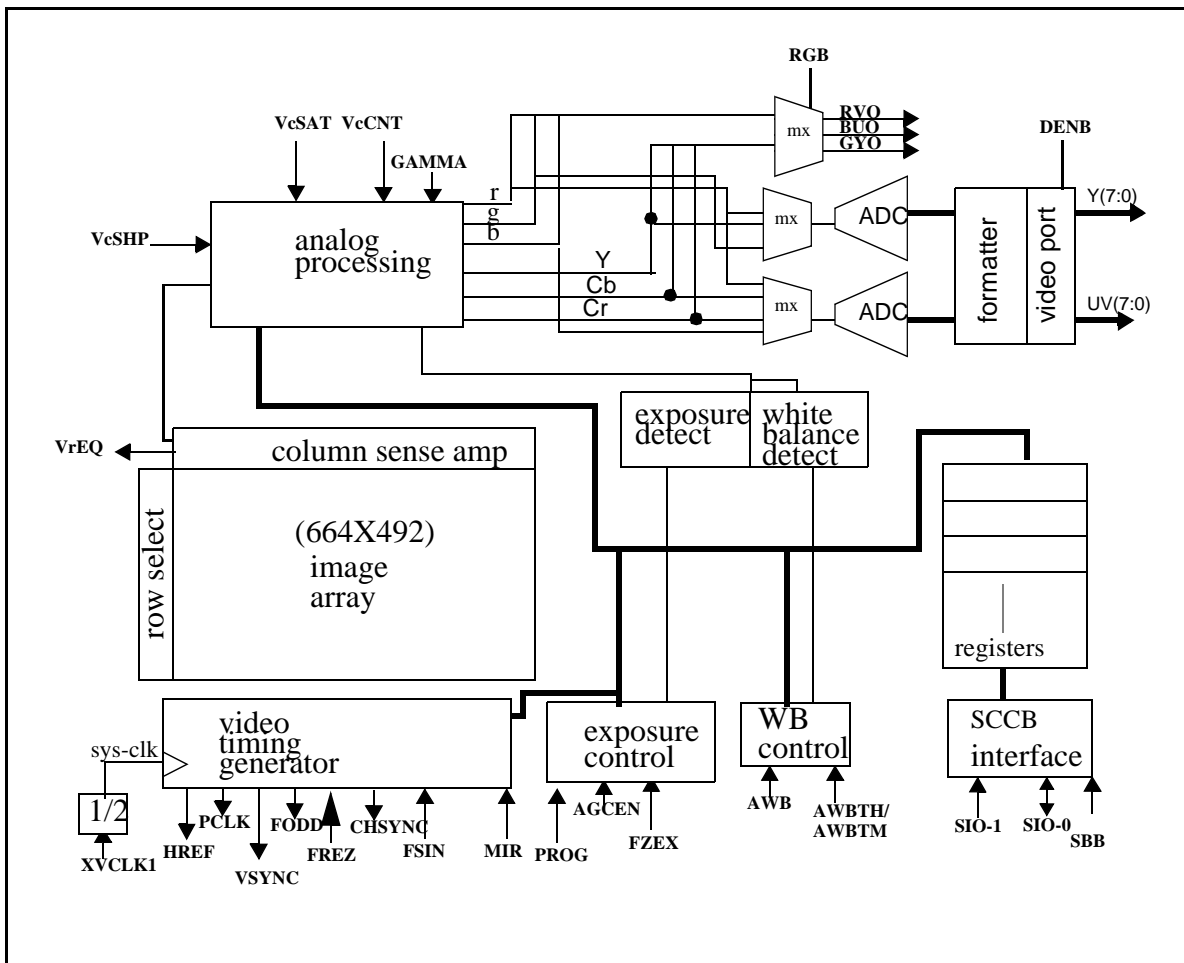 RGB
RVO
BUO
GYO
mx
DENB
VcSAT VcCNT
GAMMA
VcSHP
analog
processing
r
g
b
Y
Cb
Cr
mx
ADC
mx
ADC
formatter
video port
Y(7:0)
UV(7:0)
exposure
detect
white
balance
detect
VrEQ
column sense amp
row select
(664X492)
image
array
registers
sys-clk
1/2
XVCLK1
video
timing
generator
HREF
PCLK
VSYNC
FODD
FREZ
CHSYNC
FSIN
MIR
exposure
control
PROG
AGCEN
FZEX
WB
control
AWB
AWBTH/
AWBTM
SCCB
interface
SIO-1
SIO-0
SBB